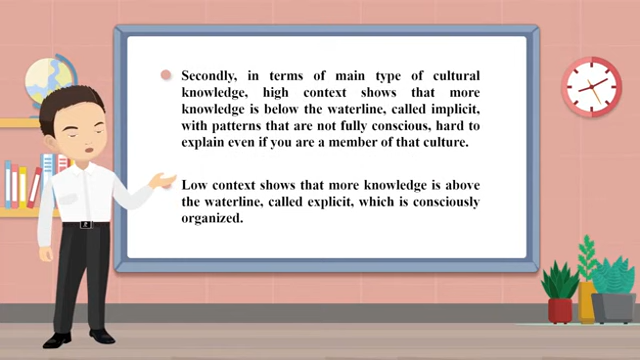 Secondly, in terms of main type of cultural
knowledge, high context shows that more
knowledge is below the waterline, called implicit,
with patterns that are not fully conscious, hard to
explain even if you are a member of that culture.
Low context shows that more knowledge is above
the waterline, called explicit, which is consciously
organized.